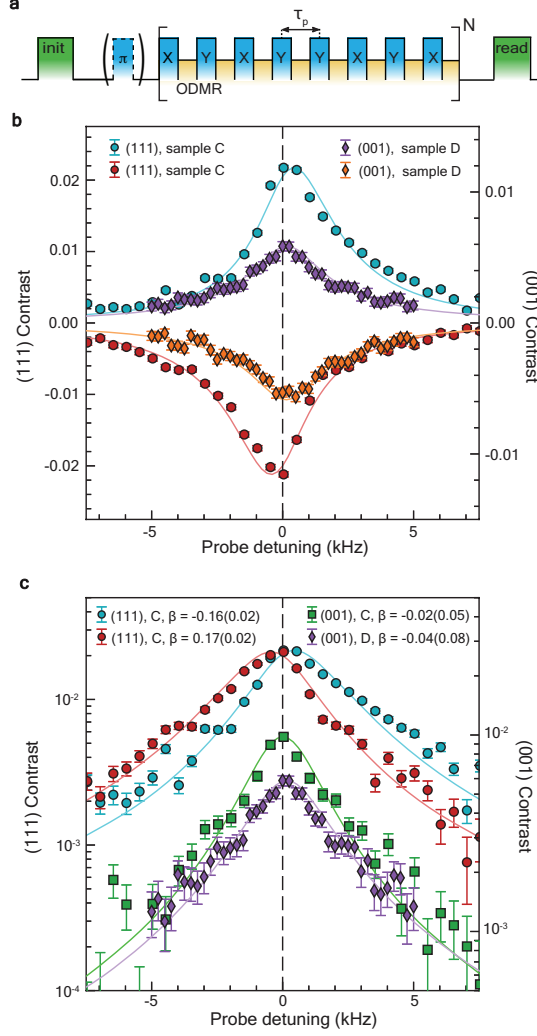 a
τp
N
init
( π )
X Y X Y Y X Y X
ODMR
read
b
(111), sample C
(111), sample C
(001), sample D
(001), sample D
0.02
0.01
0.00
-0.01
-0.02
0.01
0.00
-0.01
(111) Contrast
(001) Contrast
-5 0 5
Probe detuning (kHz)
c
(111), C, β = -0.16(0.02)
(111), C, β = 0.17(0.02)
(001), C, β = -0.02(0.05)
(001), D, β = -0.04(0.08)
10-2
10-3
10-4
10-2
10-3
(111) Contrast
(001) Contrast
-5 0 5
Probe detuning (kHz)